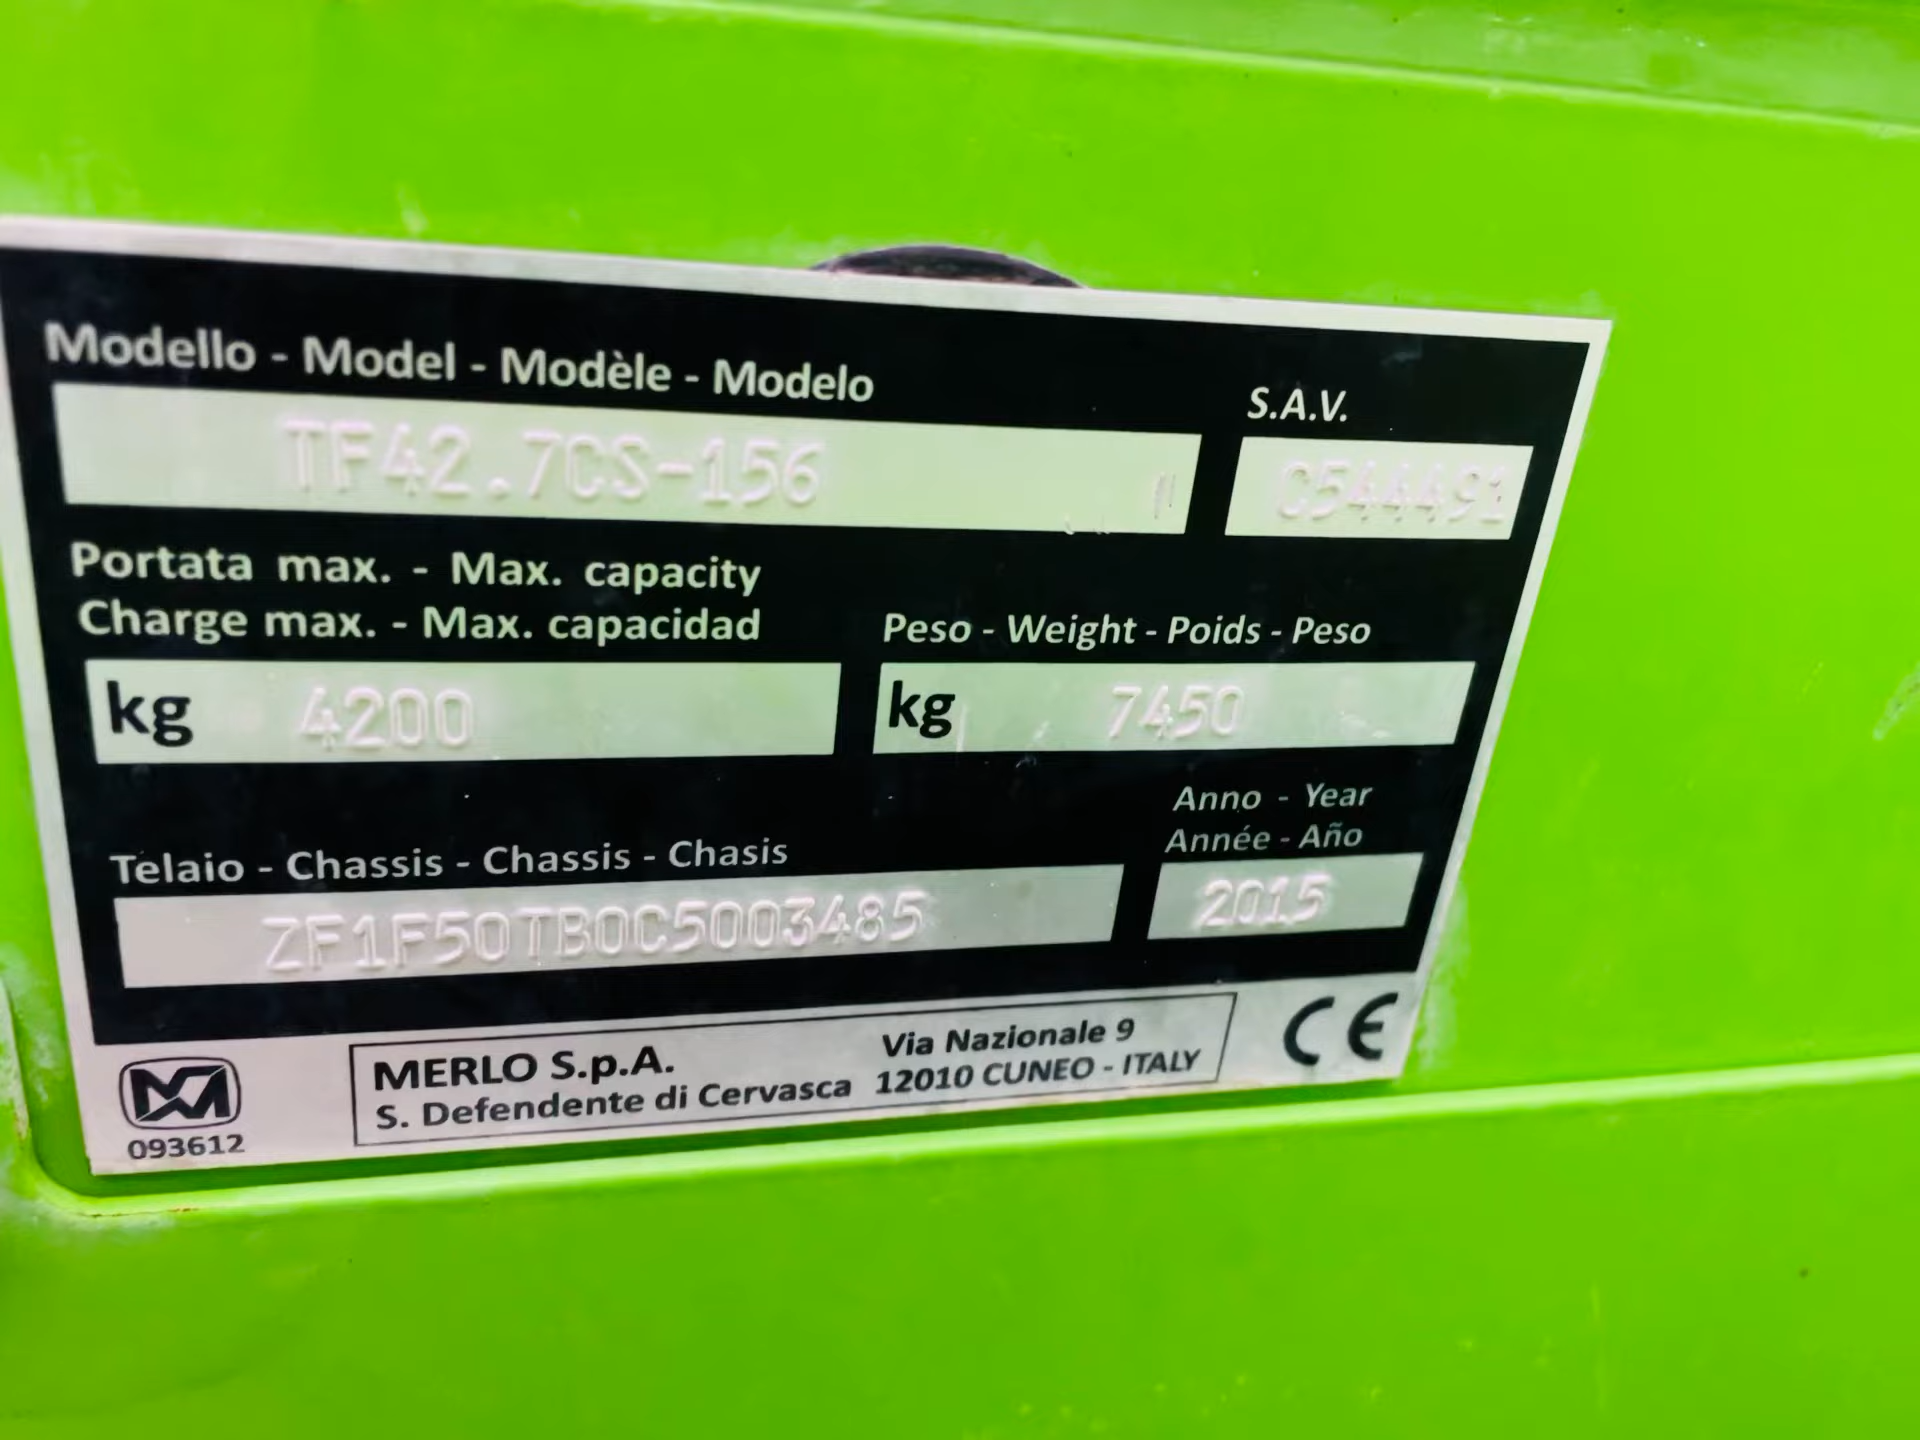 Modello - Model - Modèle - Modelo
S.A.V.
TF42.7CS-156
C544491
Portata max. - Max. capacity
Charge max. - Max. capacidad
Peso - Weight - Poids - Peso
kg 4200
kg 7450
Anno - Year
Année - Año
Telaio - Chassis - Chassis - Chasis
ZF1F50TB0C5003485
2015
MERLO S.p.A.
S. Defendente di Cervasca
Via Nazionale 9
12010 CUNEO - ITALY
CE
093612